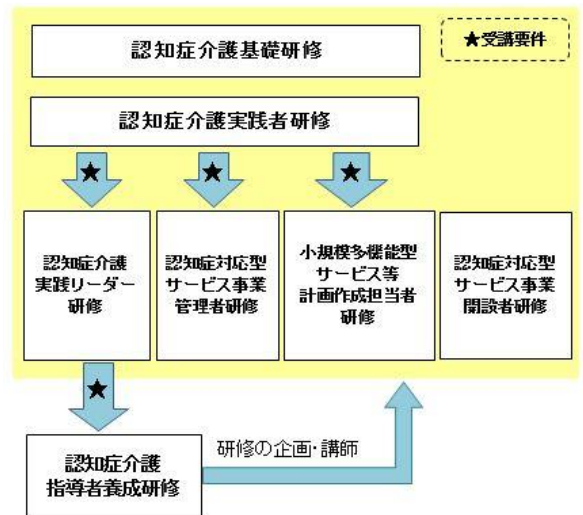 認知症介護基礎研修
★受講要件
認知症介護実践者研修
★
★
★
認知症介護
実践リーダー
研修
認知症対応型
サービス事業
管理者研修
小規模多機能型
サービス等
計画作成担当者
研修
認知症対応型
サービス事業
開設者研修
★
認知症介護
指導者養成研修
研修の企画・講師